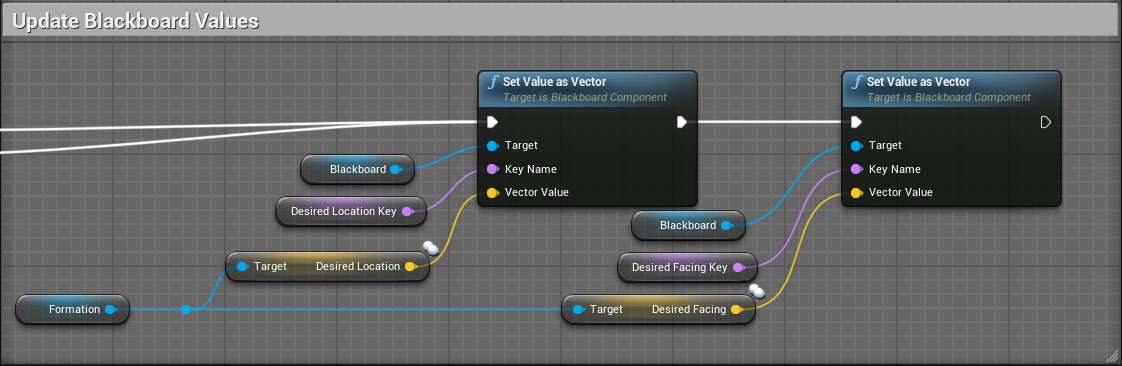 Update Blackboard Values
Set Value as Vector
Target is Blackboard Component
Target
Key Name
Vector Value
Set Value as Vector
Target is Blackboard Component
Target
Key Name
Vector Value
Blackboard
Desired Location Key
Target Desired Location
Formation
Blackboard
Desired Facing Key
Target Desired Facing